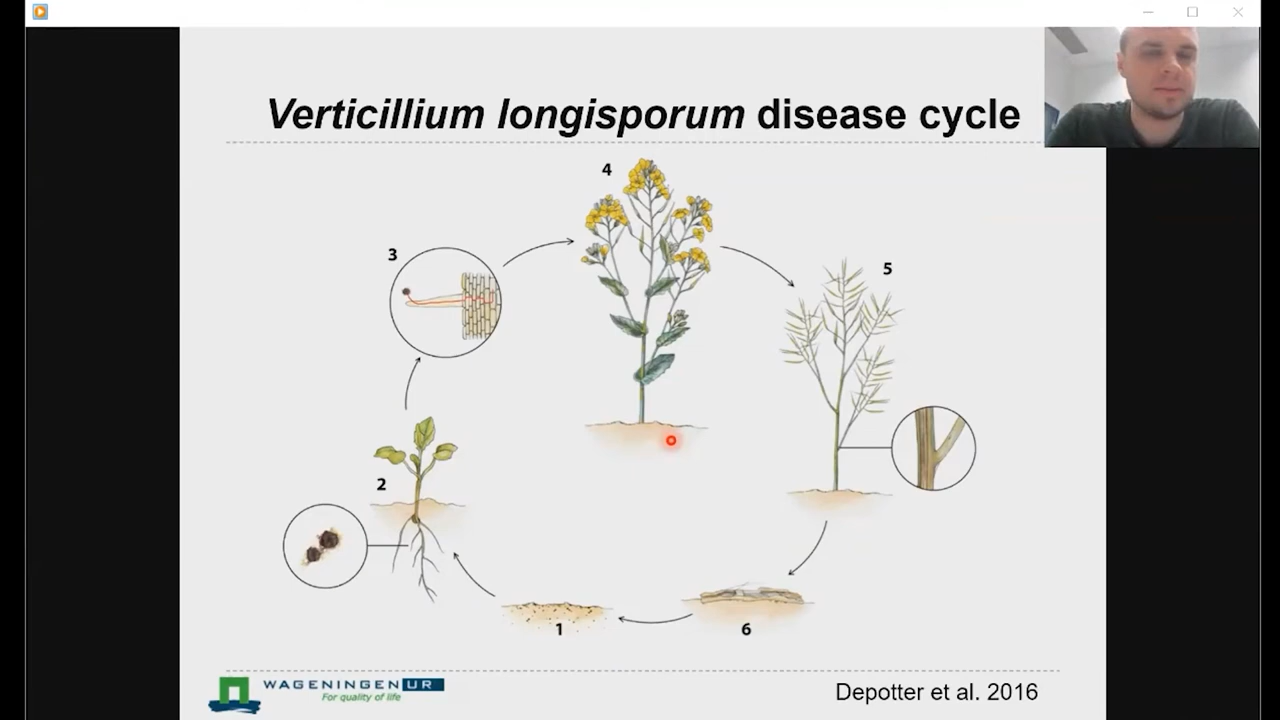 Verticillium longisporum disease cycle
4
3
5
2
1
6
WAGENINGEN UR
For quality of life
Depotter et al. 2016